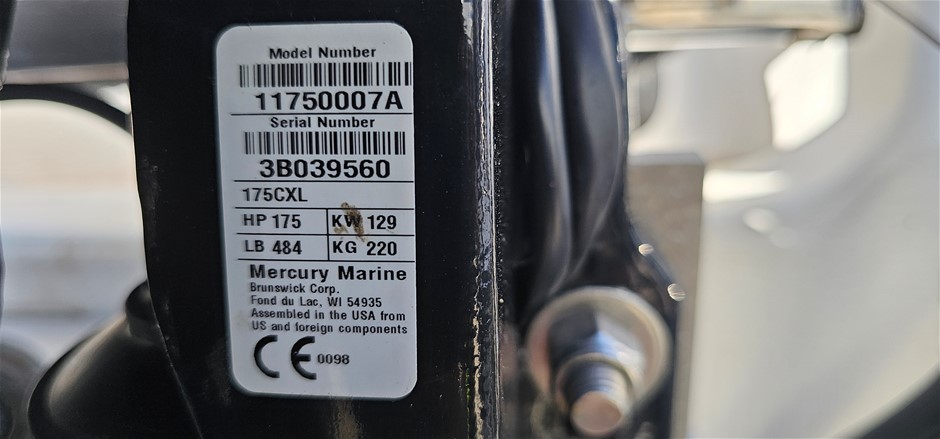 Model Number
11750007A
Serial Number
3B039560
175CXL
HP 175 KW 129
LB 484 KG 220
Mercury Marine
Brunswick Corp.
Fond du Lac, WI 54935
Assembled in the USA from
US and foreign components
CE 0098